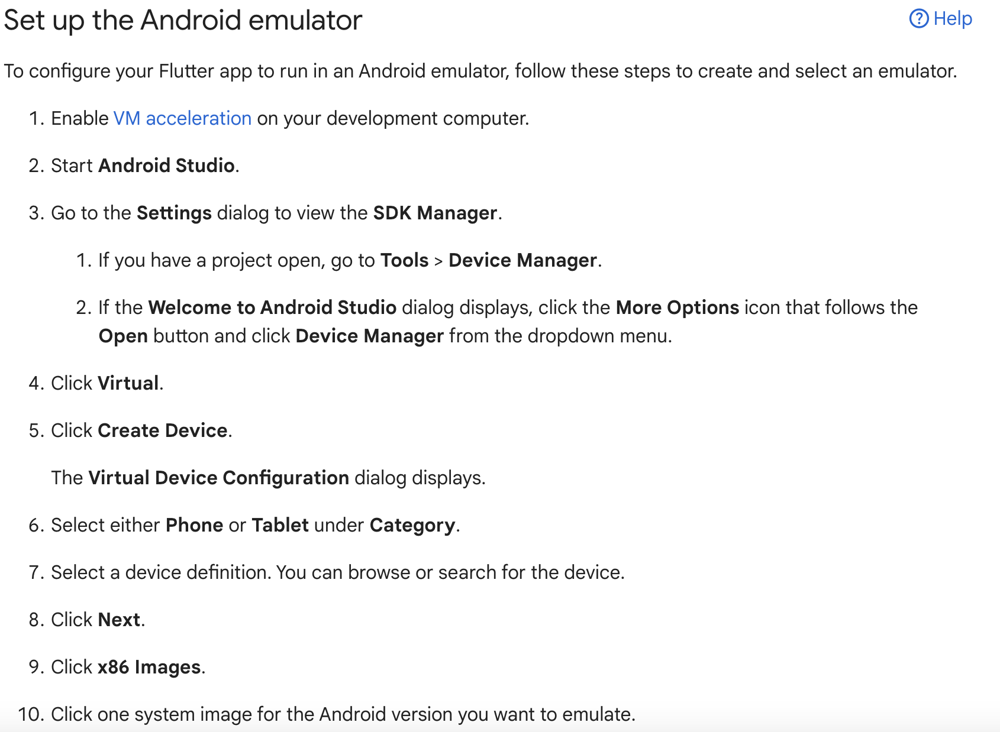 Set up the Android emulator
Help
To configure your Flutter app to run in an Android emulator, follow these steps to create and select an emulator.
1. Enable VM acceleration on your development computer.
2. Start Android Studio.
3. Go to the Settings dialog to view the SDK Manager.
1. If you have a project open, go to Tools > Device Manager.
2. If the Welcome to Android Studio dialog displays, click the More Options icon that follows the
Open button and click Device Manager from the dropdown menu.
4. Click Virtual.
5. Click Create Device.
The Virtual Device Configuration dialog displays.
6. Select either Phone or Tablet under Category.
7. Select a device definition. You can browse or search for the device.
8. Click Next.
9. Click x86 Images.
10. Click one system image for the Android version you want to emulate.